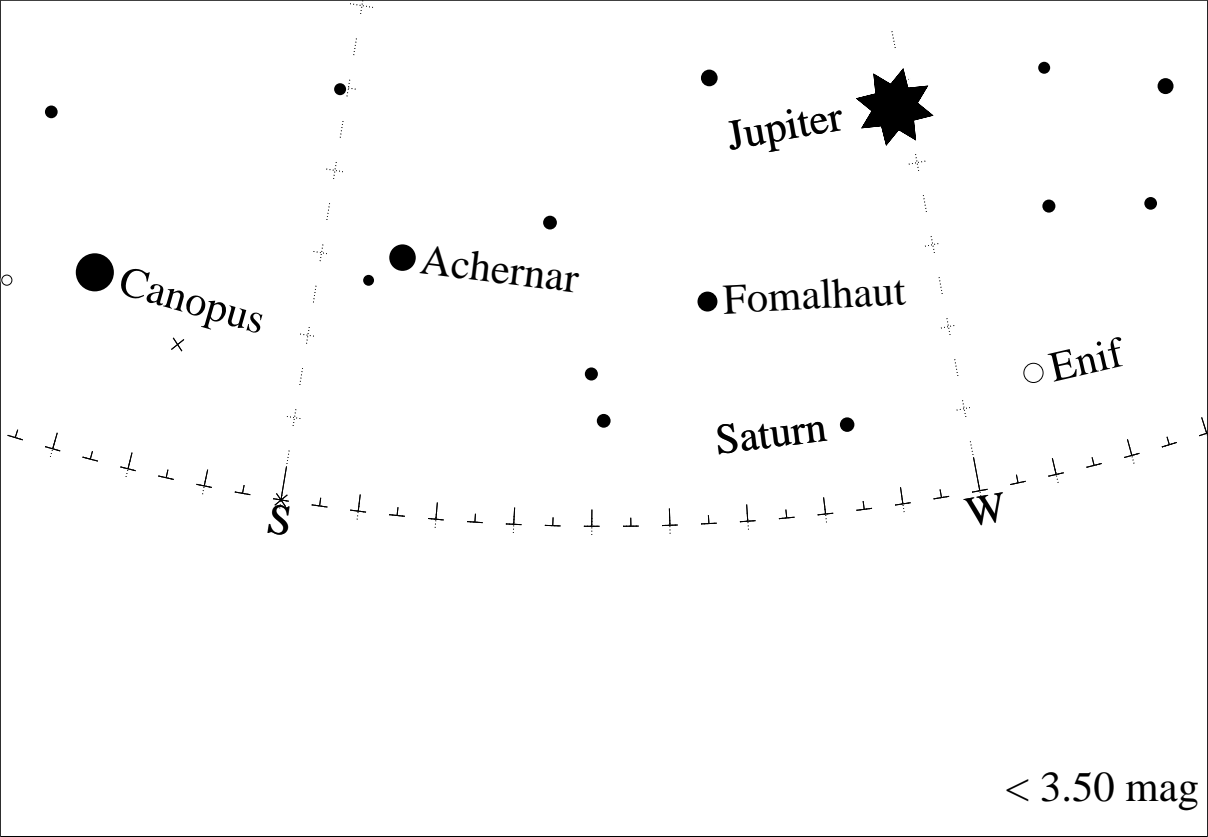 Jupiter
Achernar
Canopus
Fomalhaut
Enif
Saturn
S
W
< 3.50 mag